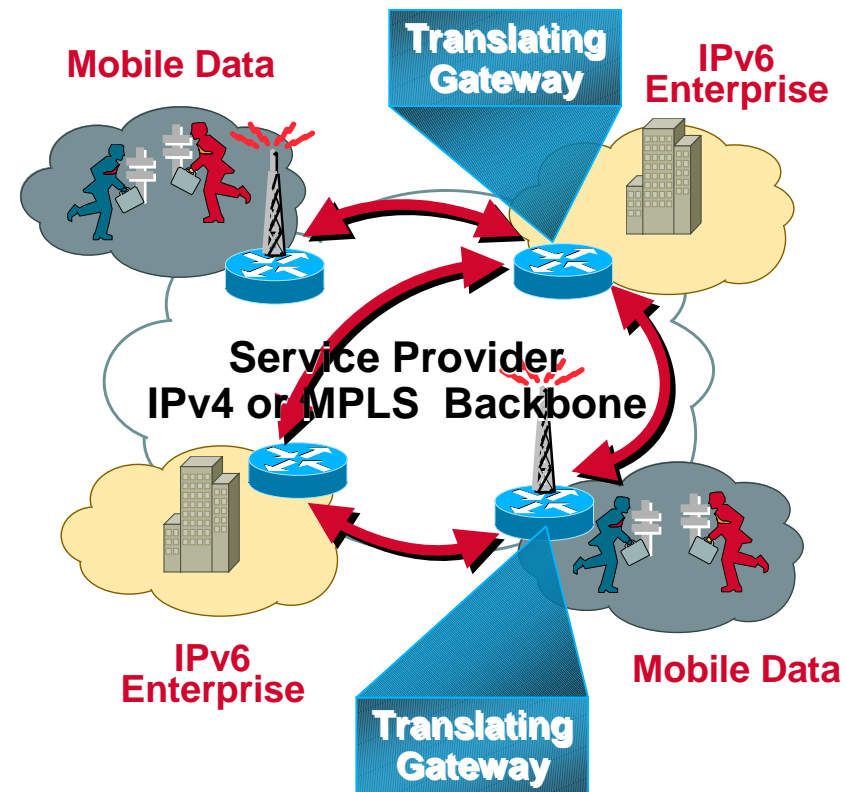 Translating
Gateway
Mobile Data
IPv6
Enterprise
Service Provider
IPv4 or MPLS Backbone
IPv6
Enterprise
Mobile Data
Translating
Gateway